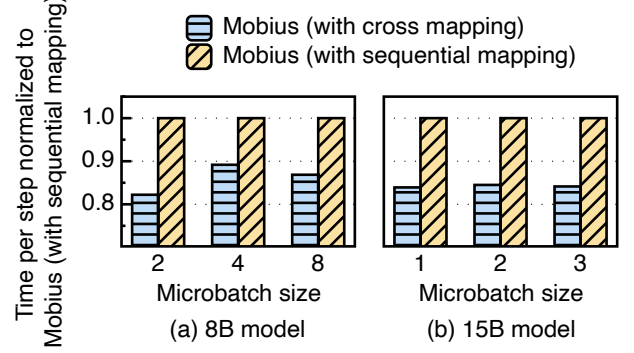 Mobius (with cross mapping)
Mobius (with sequential mapping)
Time per step normalized to
Mobius (with sequential mapping)
1.0
0.9
0.8
2 4 8
Microbatch size
(a) 8B model
1 2 3
Microbatch size
(b) 15B model